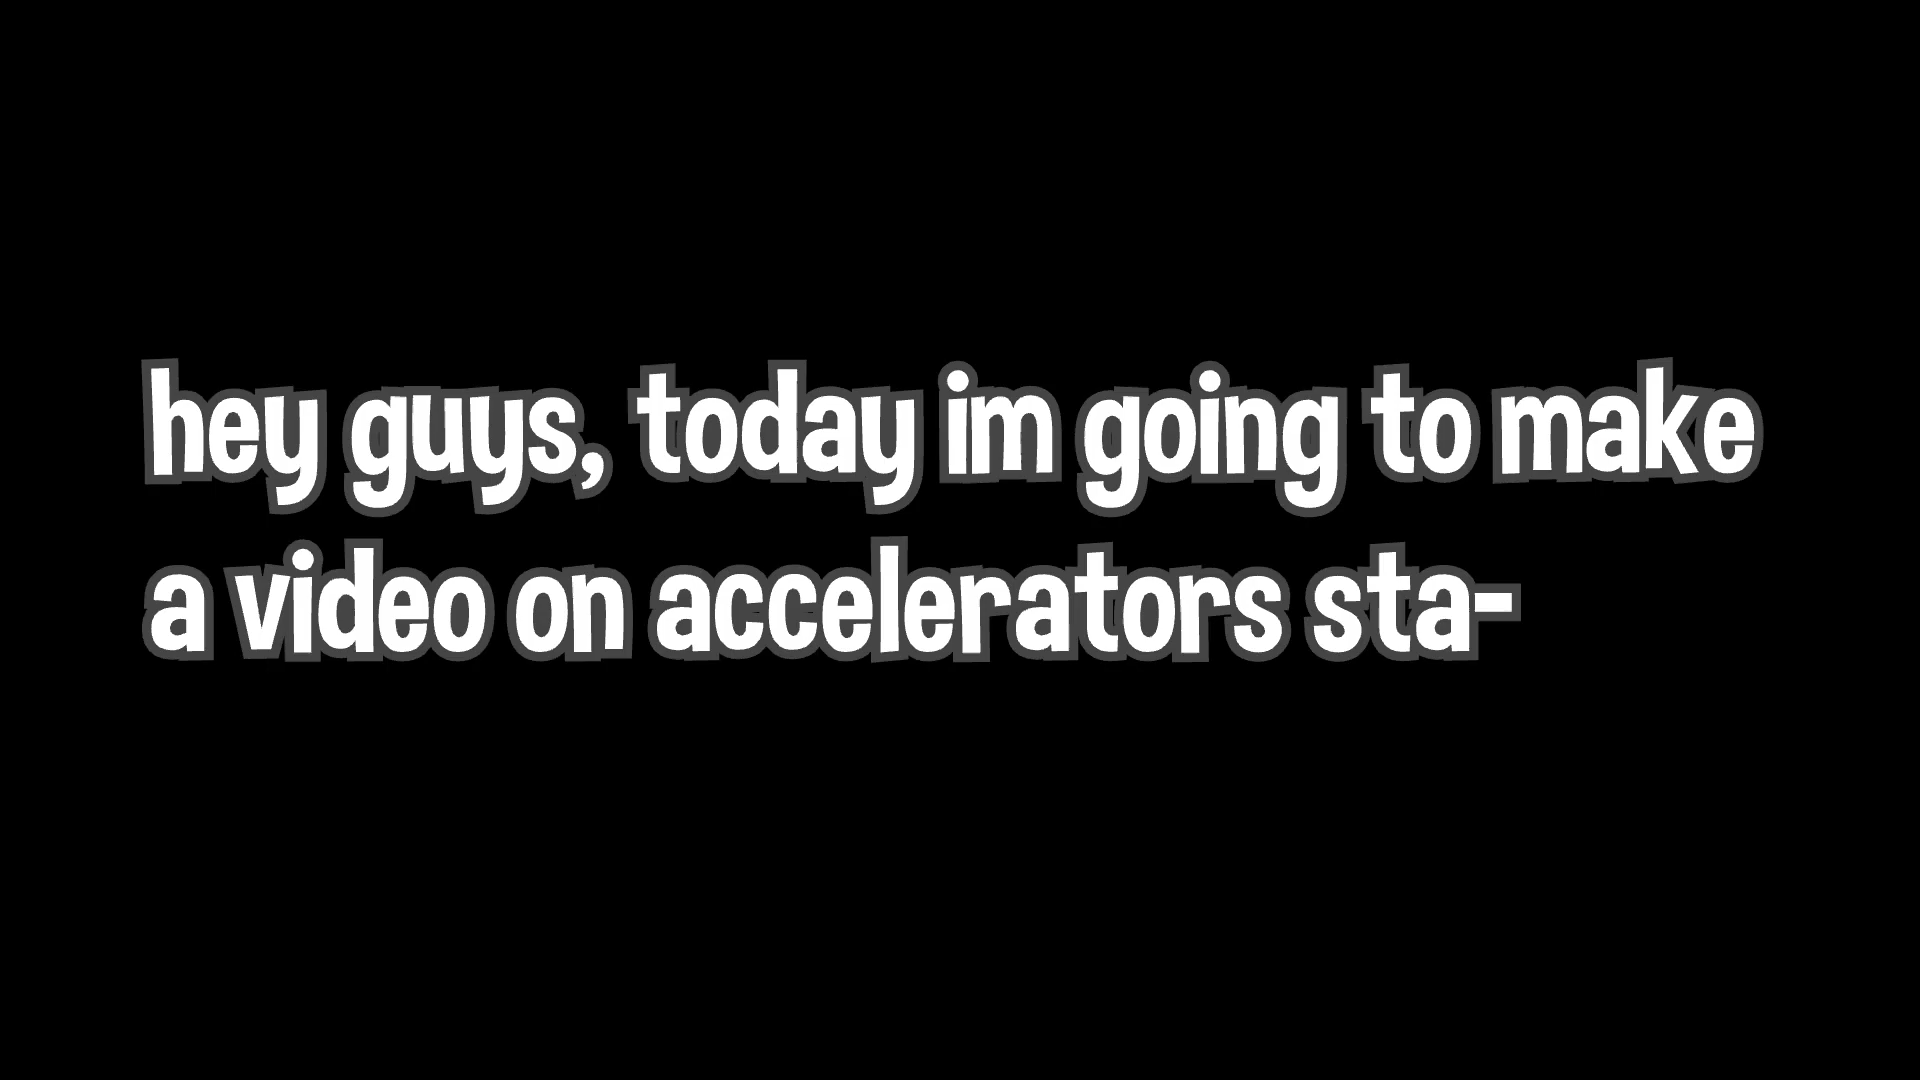 hey guys, today im going to make
a video on accelerators sta-